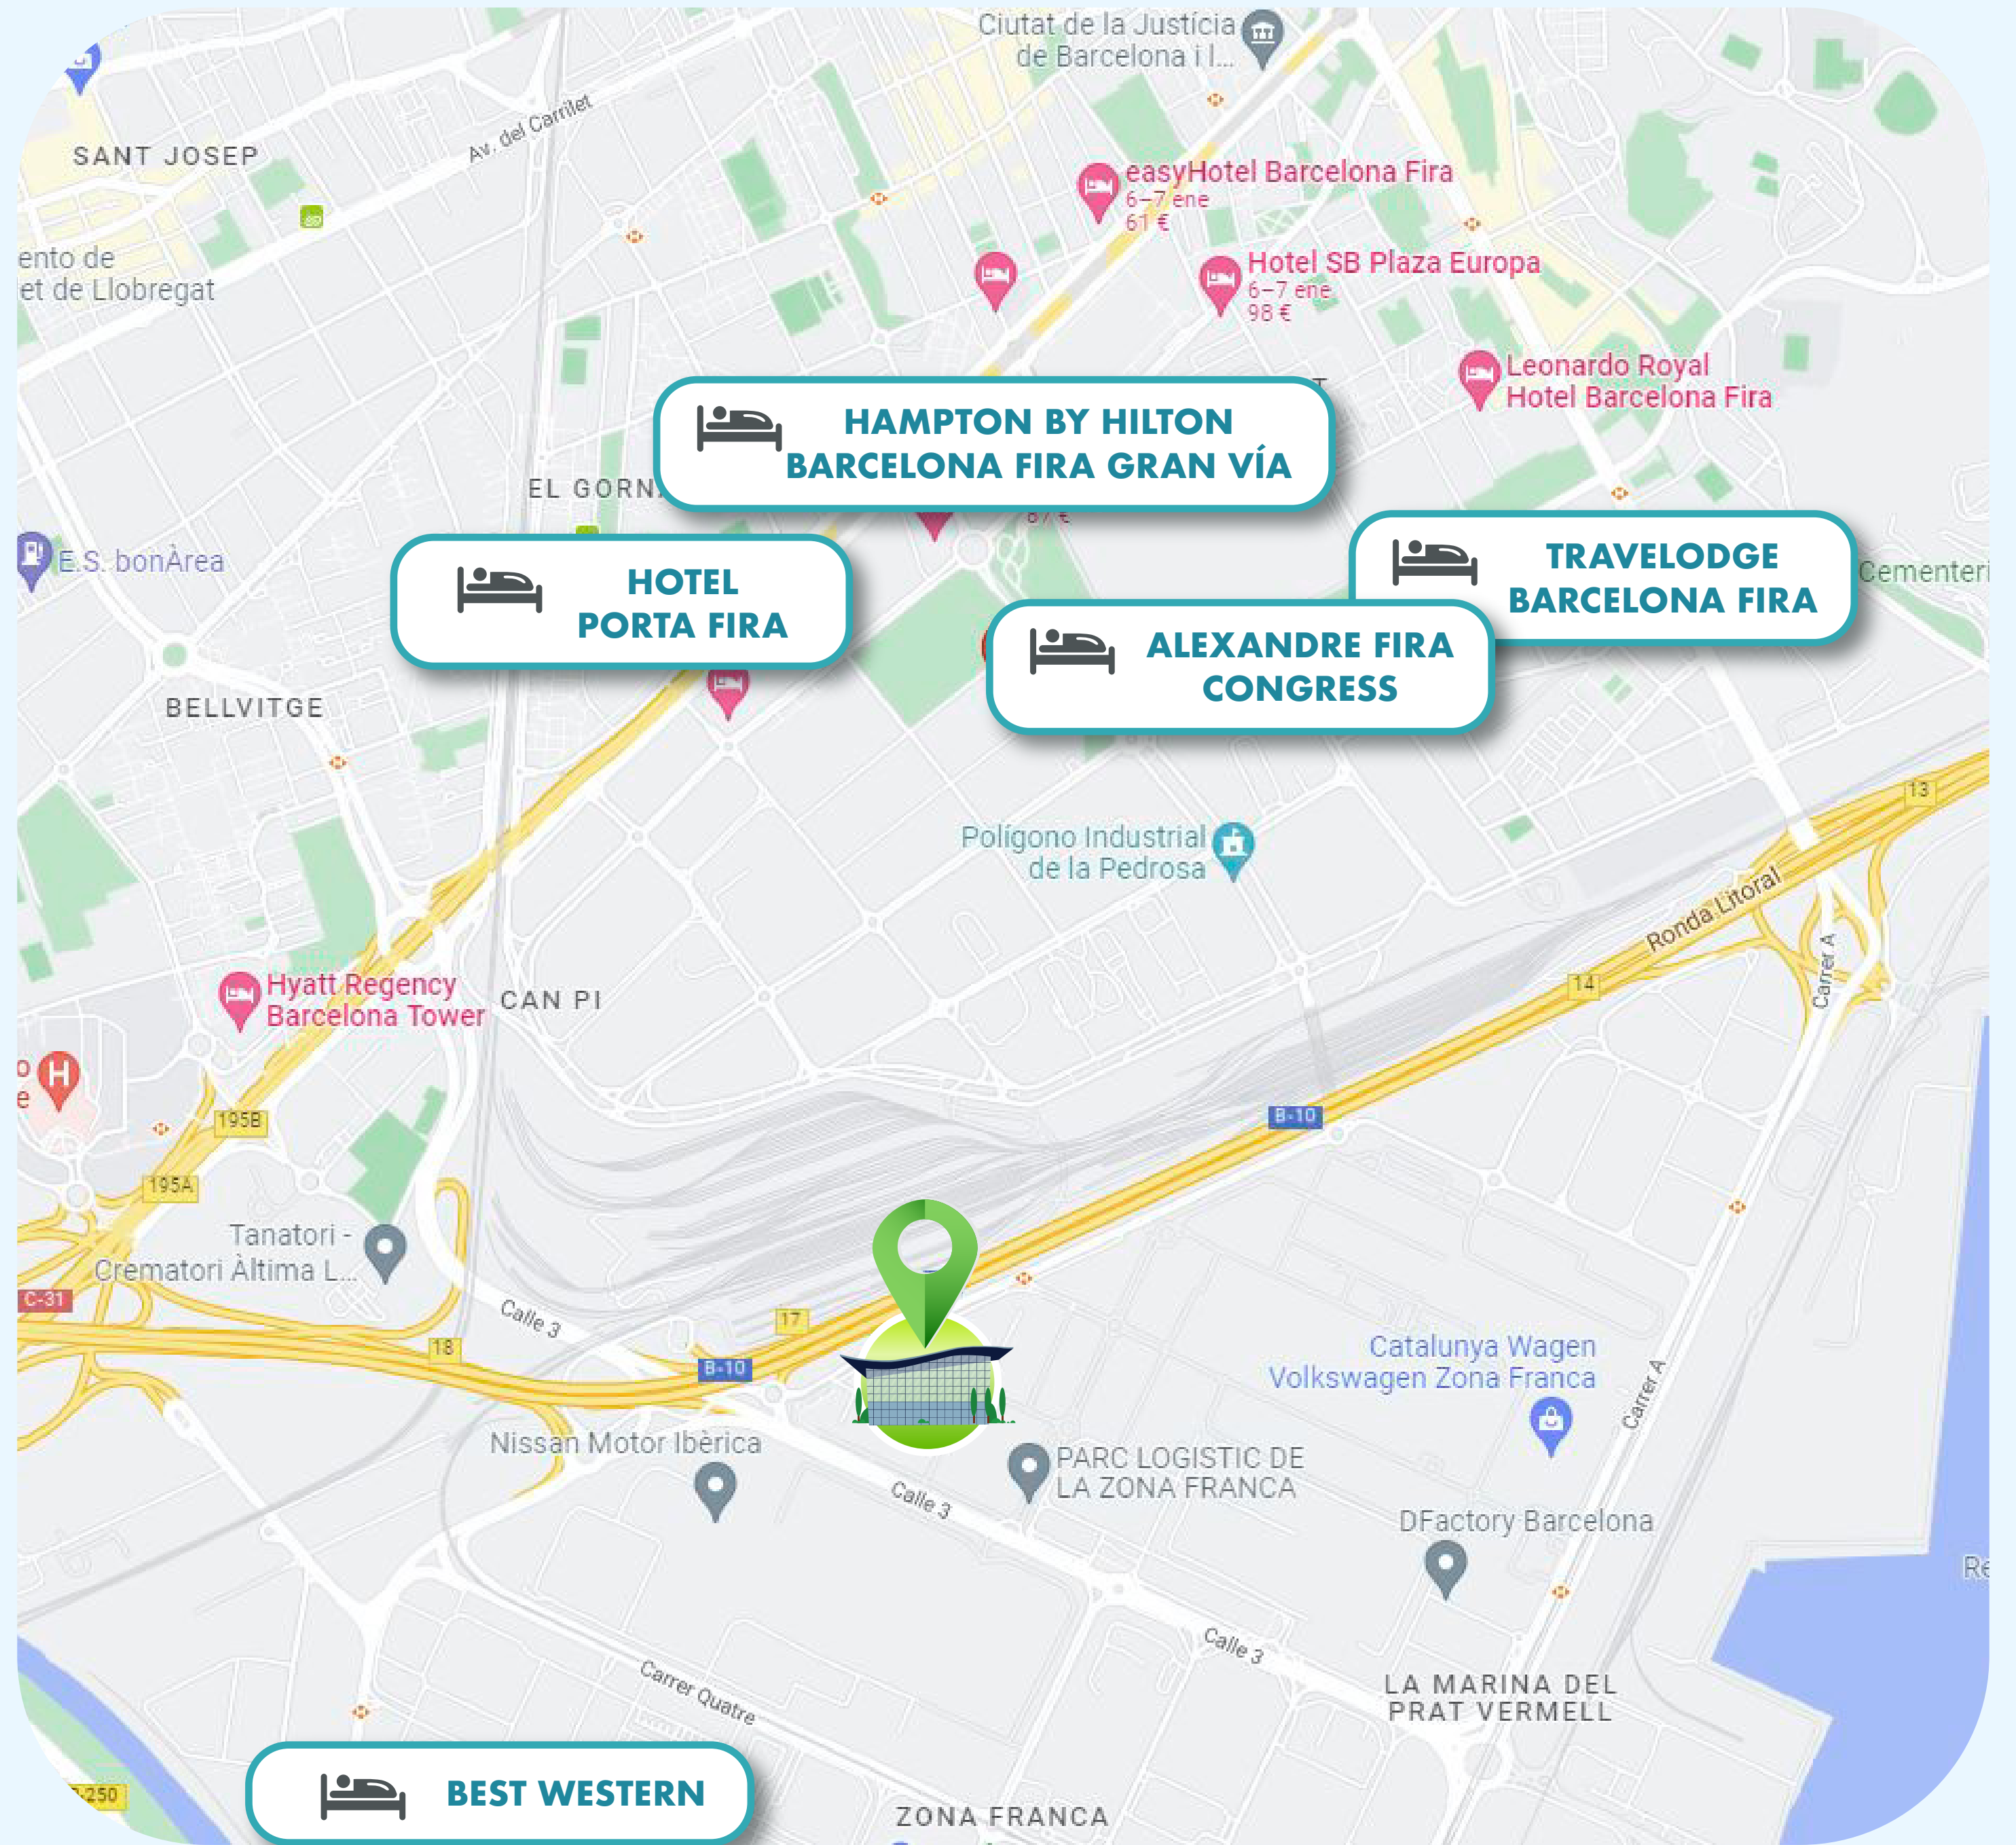 Ciutat de la Justícia
de Barcelona i l...
Av. del Carrilet
SANT JOSEP
easyHotel Barcelona Fira
6–7 ene
61 €
ento de
et de Llobregat
Hotel SB Plaza Europa
6–7 ene
98 €
Leonardo Royal
Hotel Barcelona Fira
HAMPTON BY HILTON
BARCELONA FIRA GRAN VÍA
EL GORN
87 €
E.S. bonÀrea
HOTEL
PORTA FIRA
TRAVELODGE
BARCELONA FIRA
Cementeri
ALEXANDRE FIRA
CONGRESS
BELLVITGE
13
Polígono Industrial
de la Pedrosa
Ronda Litoral
Carrer A
14
Hyatt Regency
Barcelona Tower
CAN PI
H
195B
B-10
195A
Tanatori -
Crematori Àltima L...
C-31
Calle 3
17
18
B-10
Catalunya Wagen
Volkswagen Zona Franca
Carrer A
Nissan Motor Ibèrica
PARC LOGISTIC DE
LA ZONA FRANCA
Calle 3
DFactory Barcelona
Re
Calle 3
Carrer Quatre
LA MARINA DEL
PRAT VERMELL
BEST WESTERN
-250
ZONA FRANCA